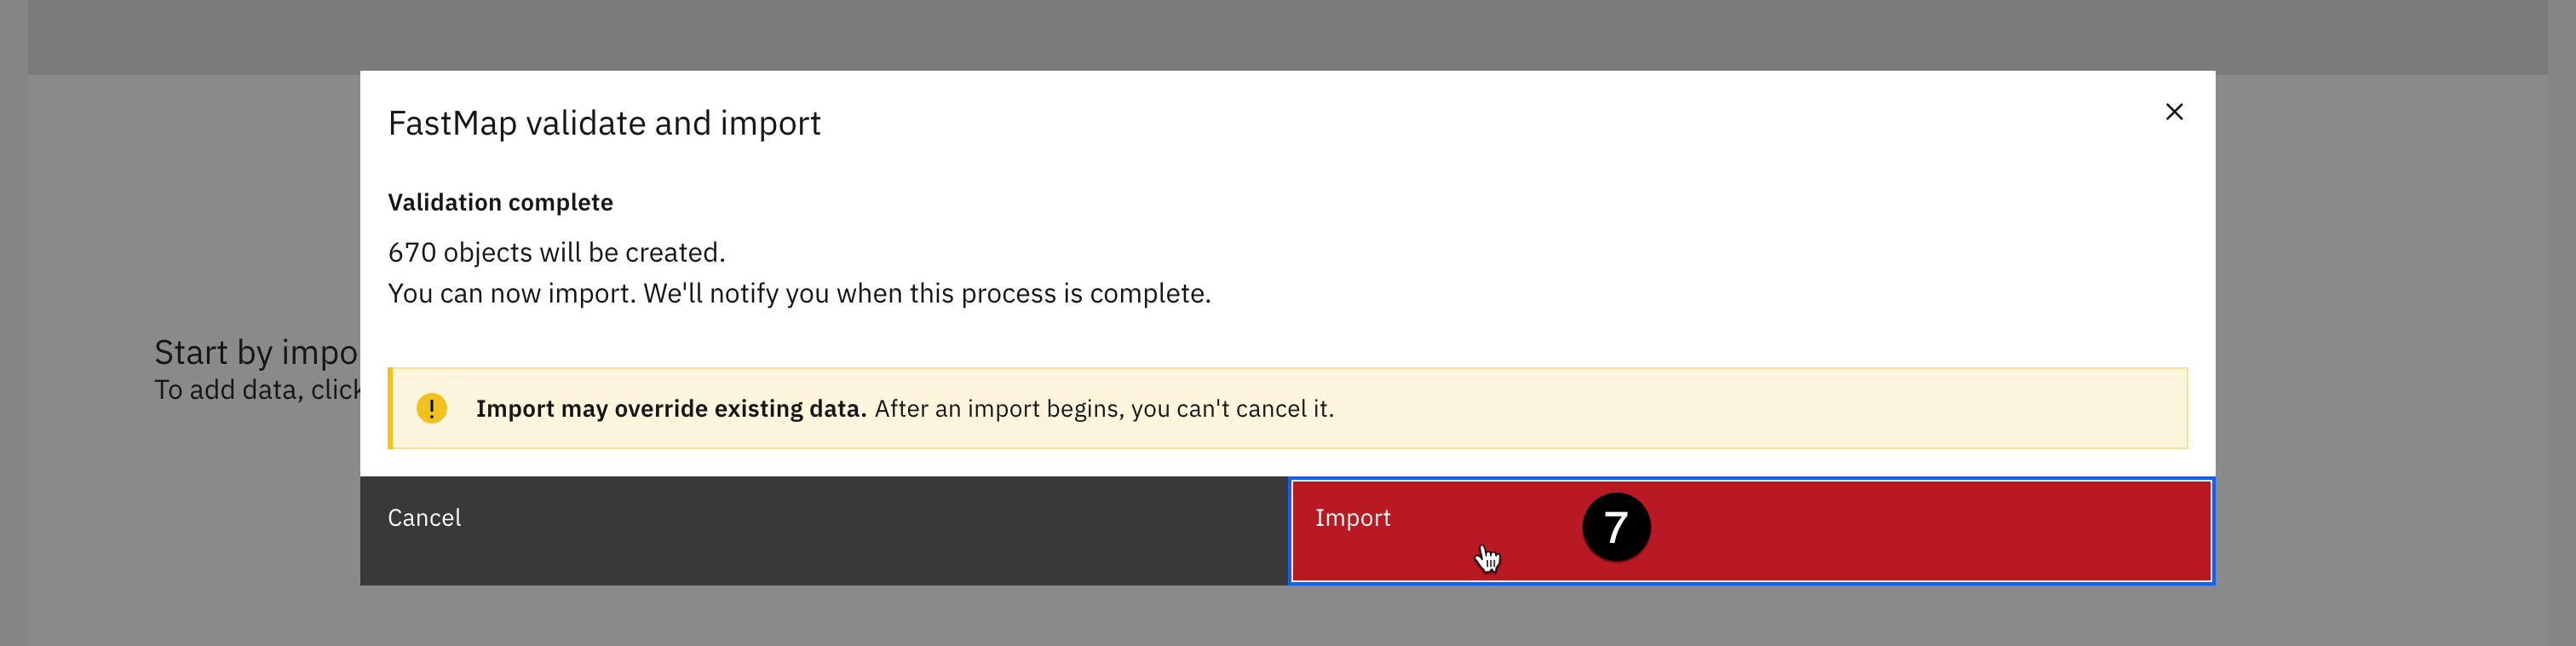 FastMap validate and import
Validation complete
670 objects will be created.
You can now import. We'll notify you when this process is complete.
Start by impo
To add data, click
Import may override existing data. After an import begins, you can't cancel it.
Cancel
Import
7